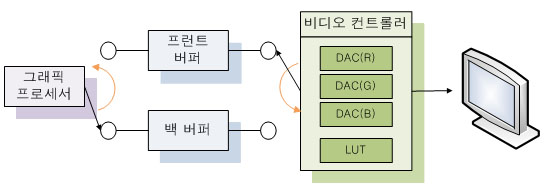 그래픽
프로세서
프런트
버퍼
백 버퍼
비디오 컨트롤러
DAC(R)
DAC(G)
DAC(B)
LUT